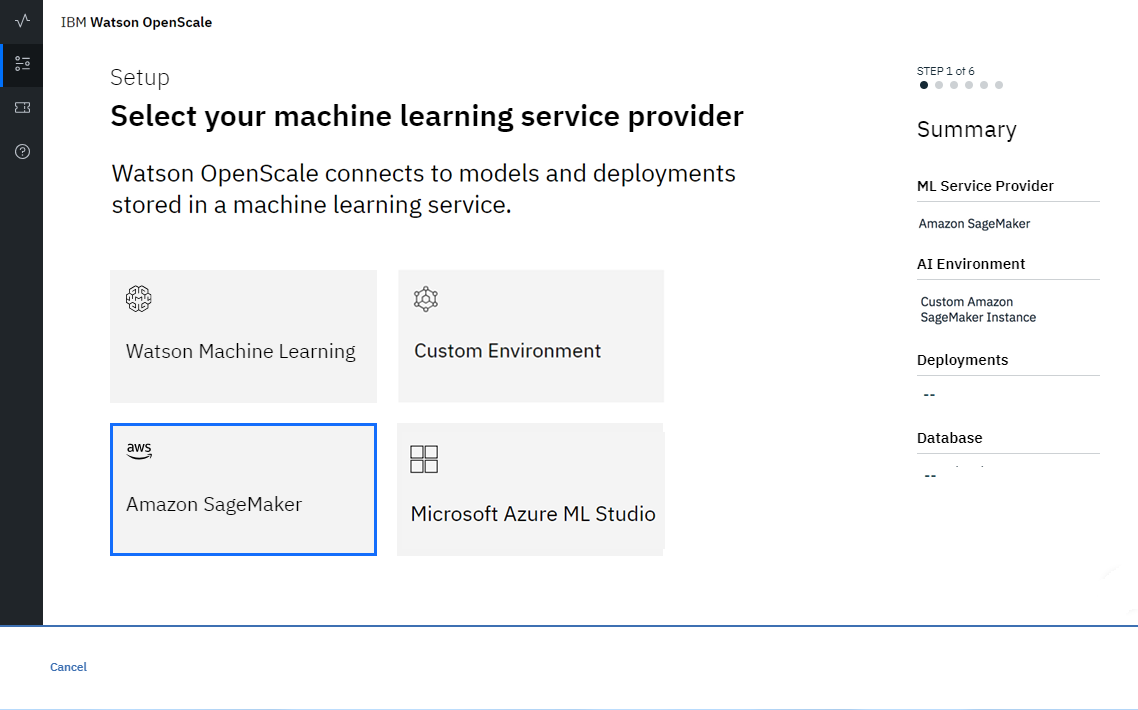 IBM Watson OpenScale
Setup
Select your machine learning service provider
Watson OpenScale connects to models and deployments
stored in a machine learning service.
Watson Machine Learning
Custom Environment
aws
Amazon SageMaker
Microsoft Azure ML Studio
STEP 1 of 6
Summary
ML Service Provider
Amazon SageMaker
AI Environment
Custom Amazon
SageMaker Instance
Deployments
--
Database
--
Cancel